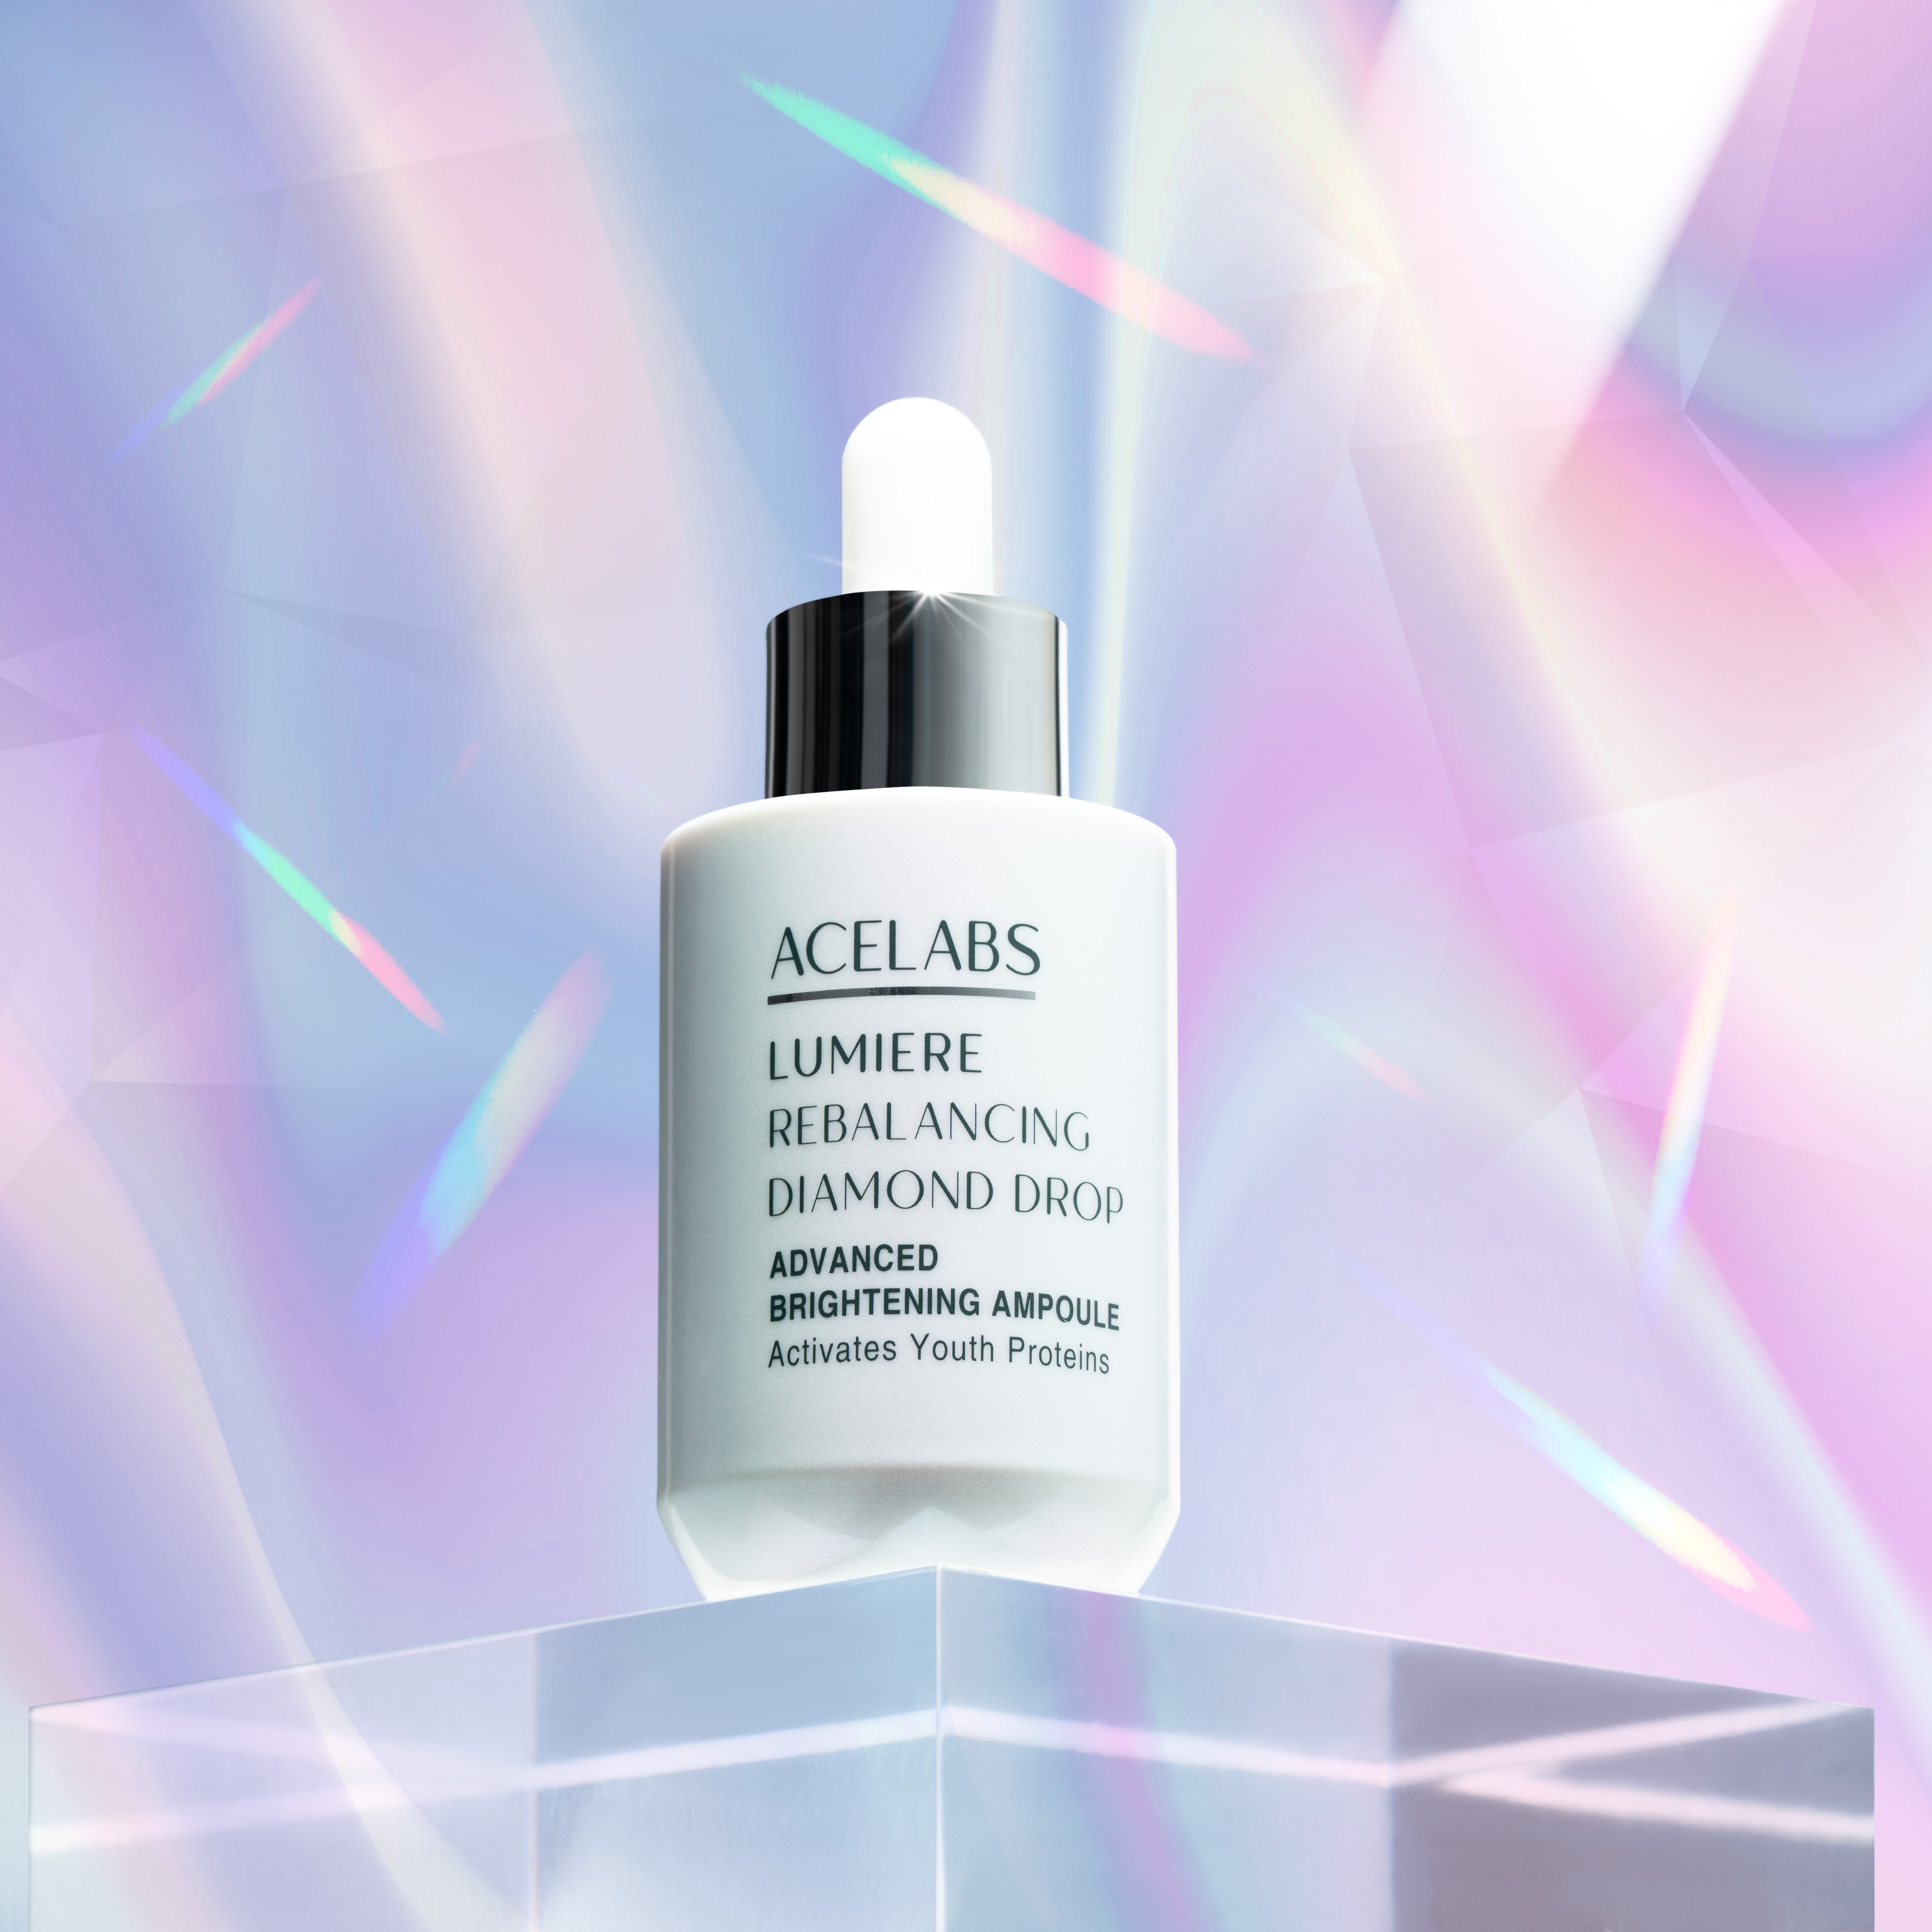 ACELABS
LUMIERE
REBALANCING
DIAMOND DROP
ADVANCED
BRIGHTENING AMPOULE
Activates Youth Proteins